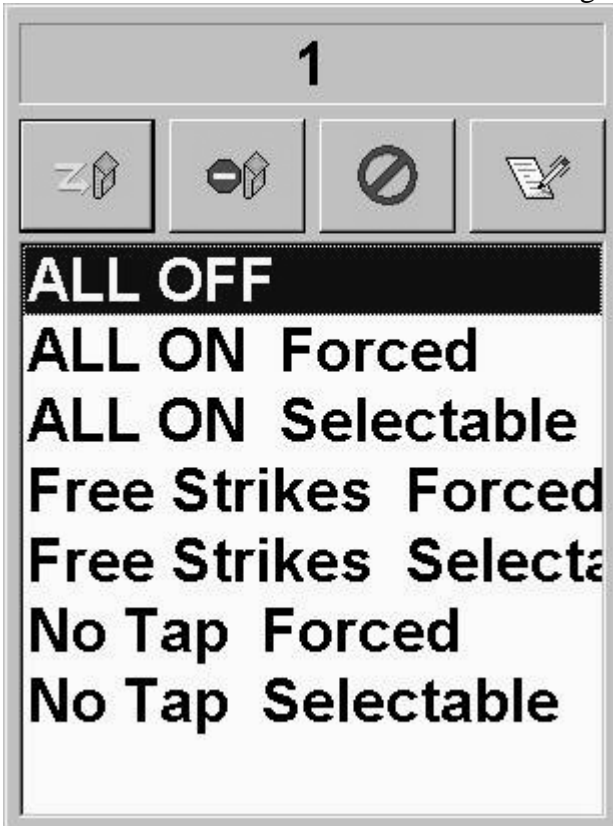 1
ALL OFF
ALL ON Forced
ALL ON Selectable
Free Strikes Forced
Free Strikes Selecta
No Tap Forced
No Tap Selectable